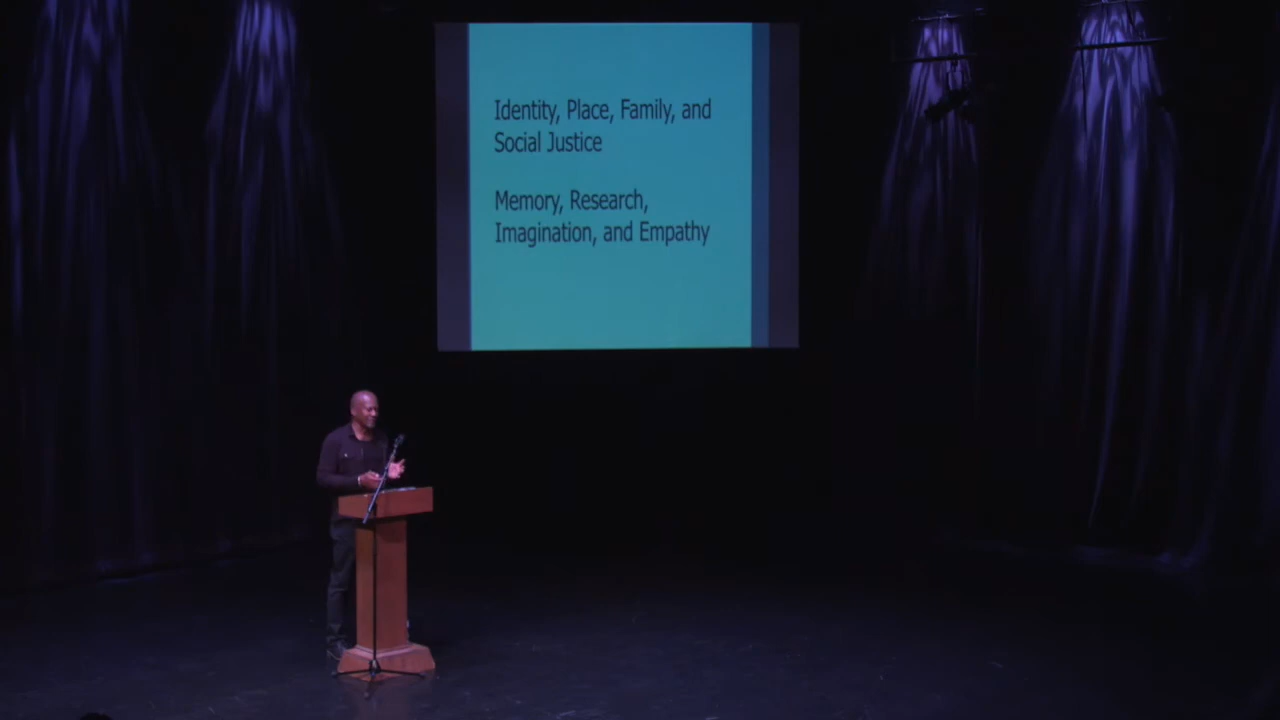 Identity, Place, Family, and
Social Justice
Memory, Research,
Imagination, and Empathy